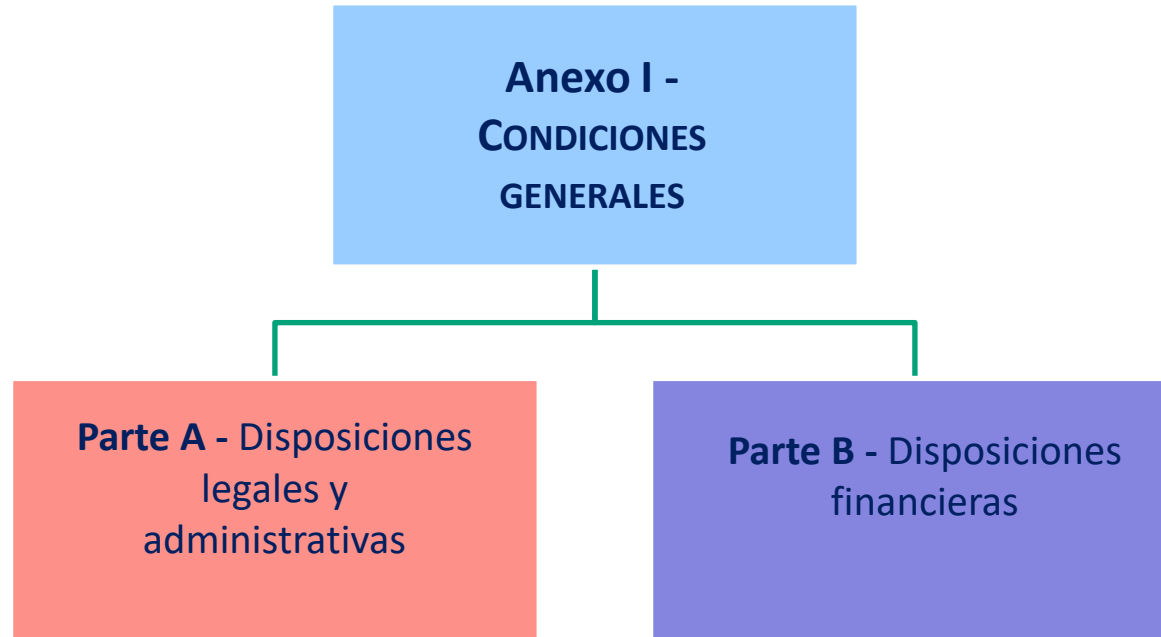 Anexo I -
CONDICIONES
GENERALES
Parte A - Disposiciones
legales y
administrativas
Parte B - Disposiciones
financieras